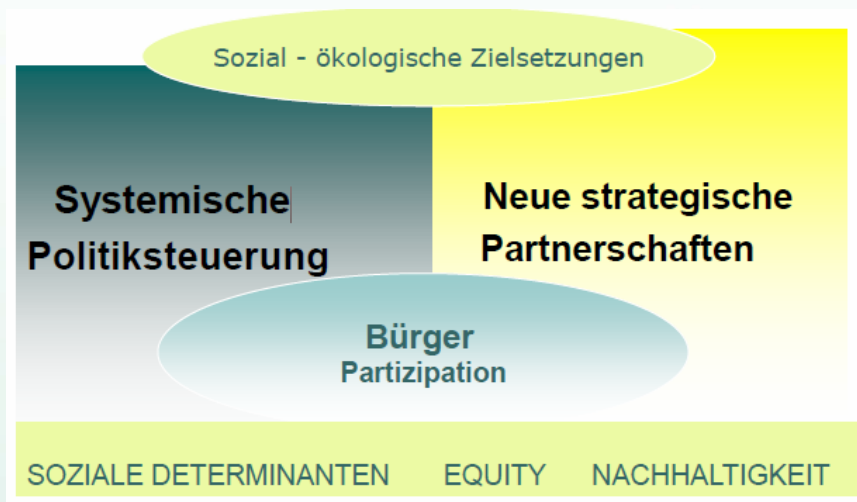 Sozial - ökologische Zielsetzungen
Systemische
Politiksteuerung
Neue strategische
Partnerschaften
Bürger
Partizipation
SOZIALE DETERMINANTEN EQUITY NACHHALTIGKEIT